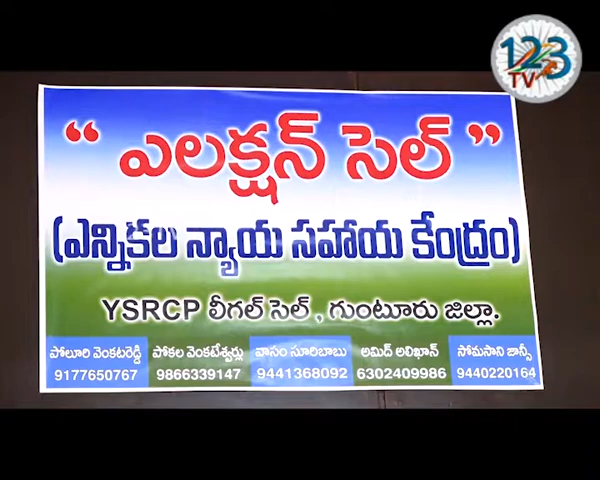 123
TV
“ ఎలక్షన్ సెల్ ”
(ఎన్నికల న్యాయ సహాయ కేంద్రం)
YSRCP లీగల్ సెల్ , గుంటూరు జిల్లా.
పోలూరి వెంకటరెడ్డి పోకల వెంకటేశ్వర్లు వాసం సూరిబాబు అమిద్ అలిఖాన్ సోమసాని జాన్సీ
9177650767 9866339147 9441368092 6302409986 9440220164